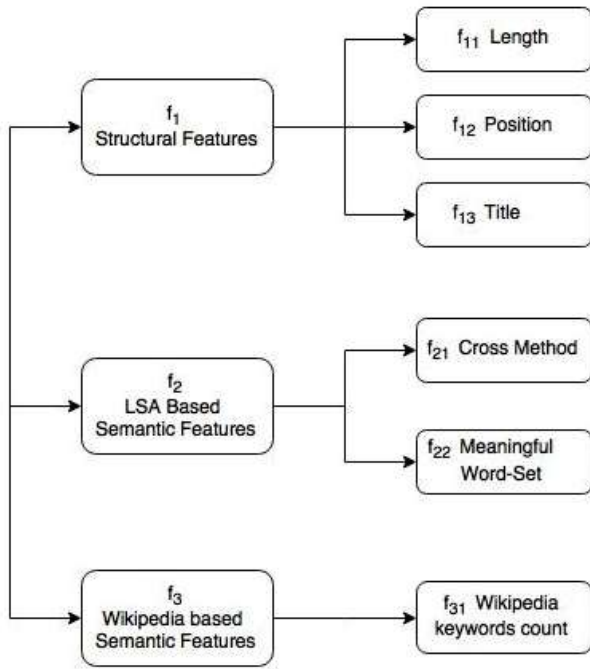 f11 Length
f1
Structural Features
f12 Position
f13 Title
f21 Cross Method
f2
LSA Based
Semantic Features
f22 Meaningful
Word-Set
f3
Wikipedia based
Semantic Features
f31 Wikipedia
keywords count